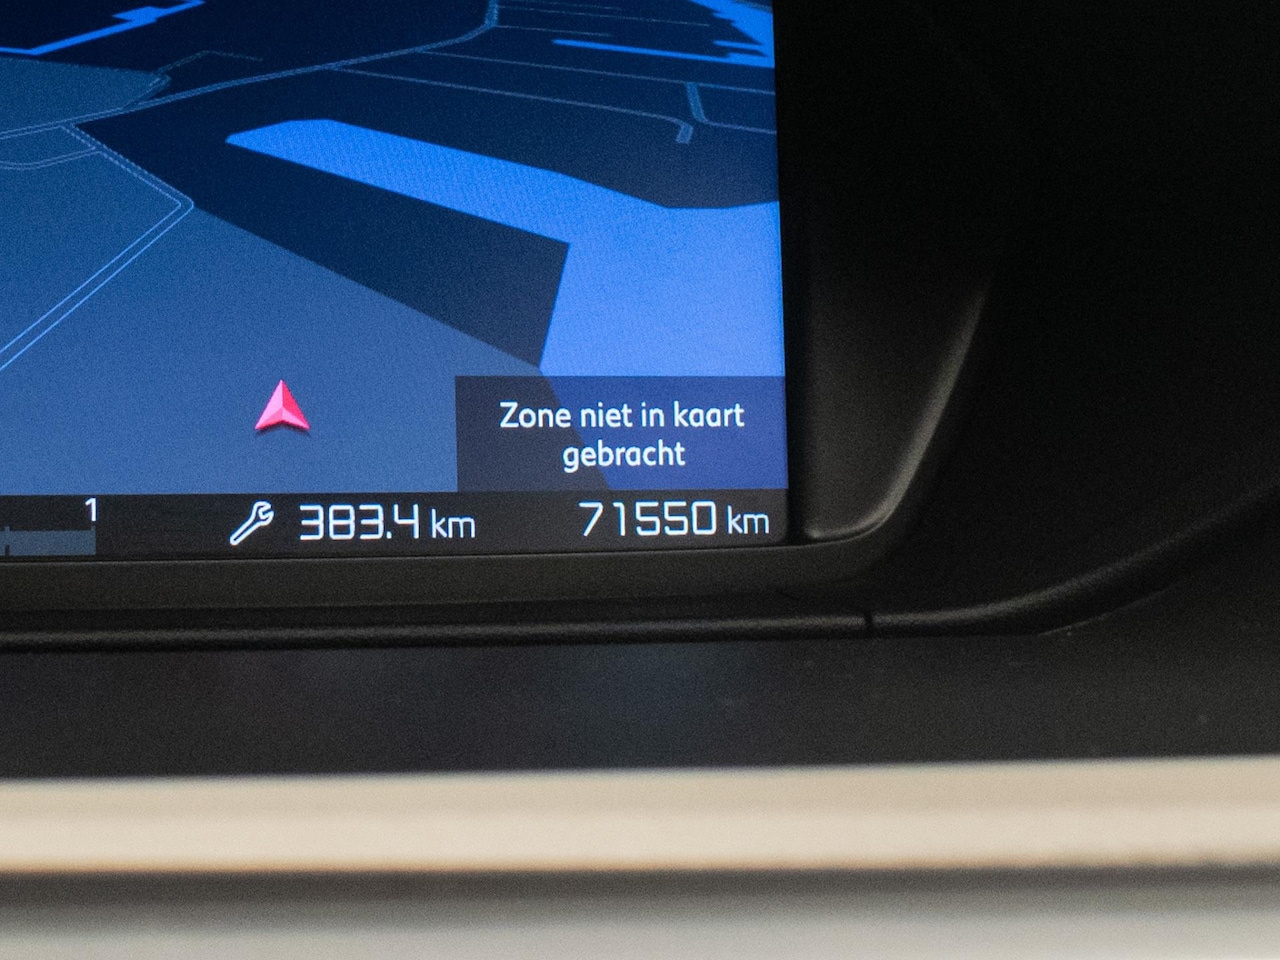 Zone niet in kaart
gebracht
1
383.4 km 71550 km